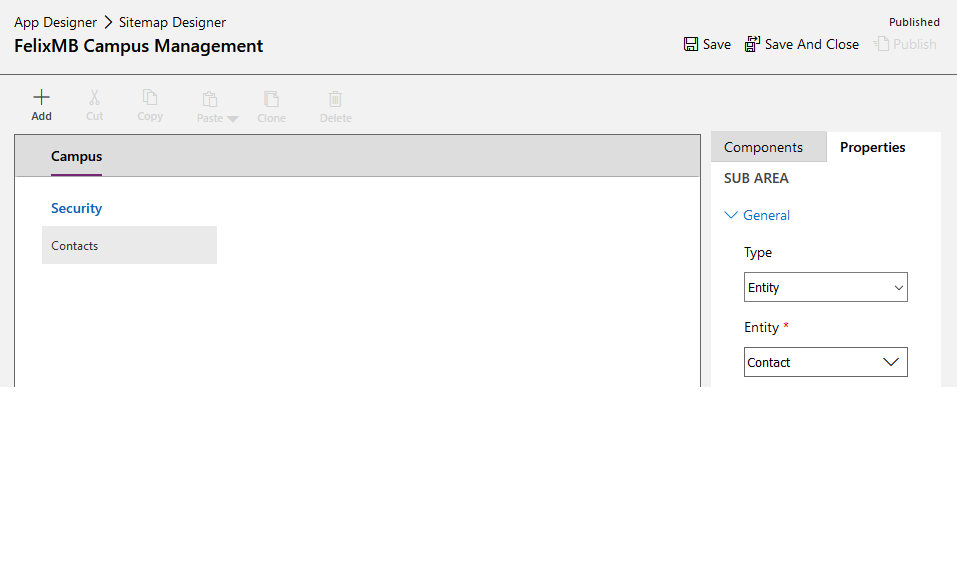 App Designer > Sitemap Designer
Published
FelixMB Campus Management
Save
Save And Close
Publish
Add
Cut
Copy
Paste
Clone
Delete
Campus
Security
Contacts
Components
Properties
SUB AREA
General
Type
Entity
Entity *
Contact